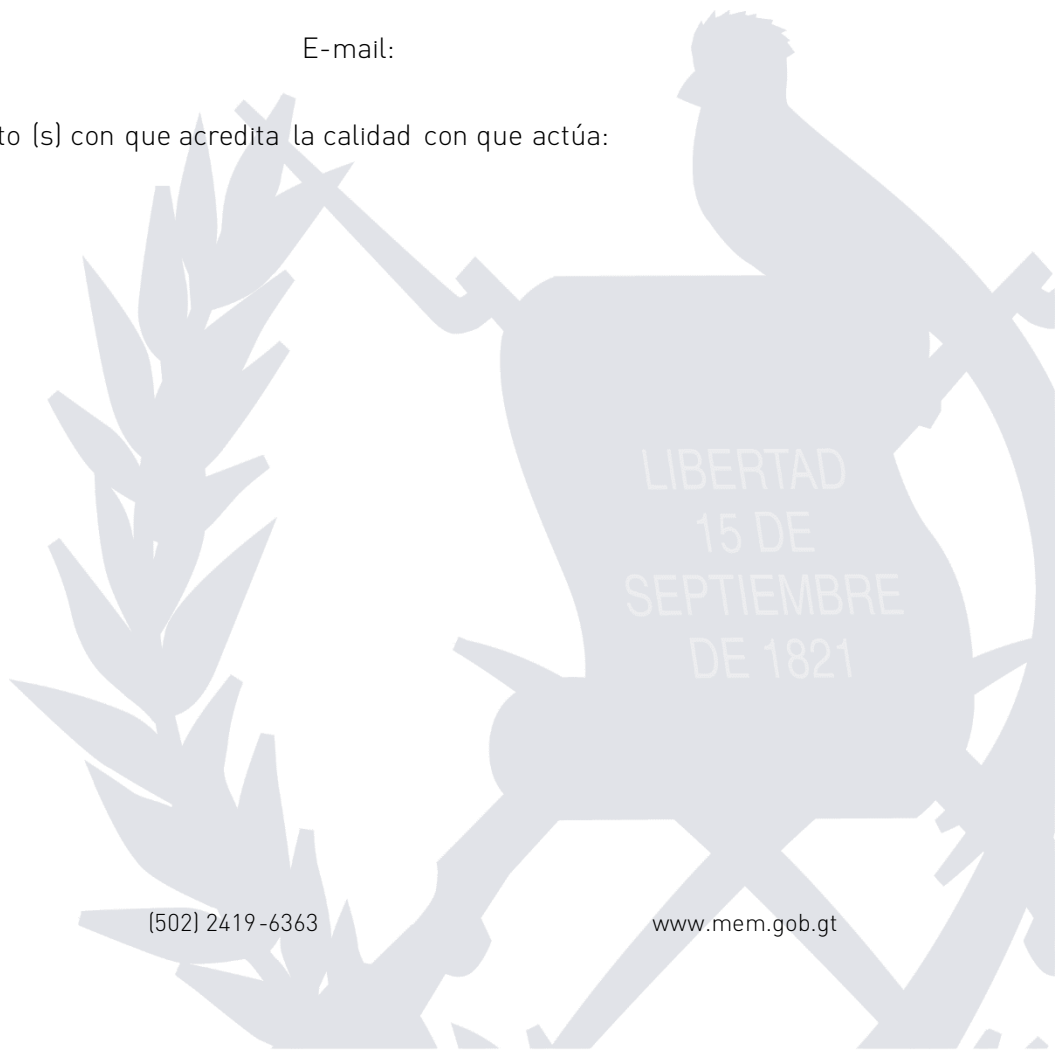 E-mail:
to (s) con que acredita la calidad con que actúa:
LIBERTAD
15 DE
SEPTIEMBRE
DE 1821
(502) 2419-6363 www.mem.gob.gt